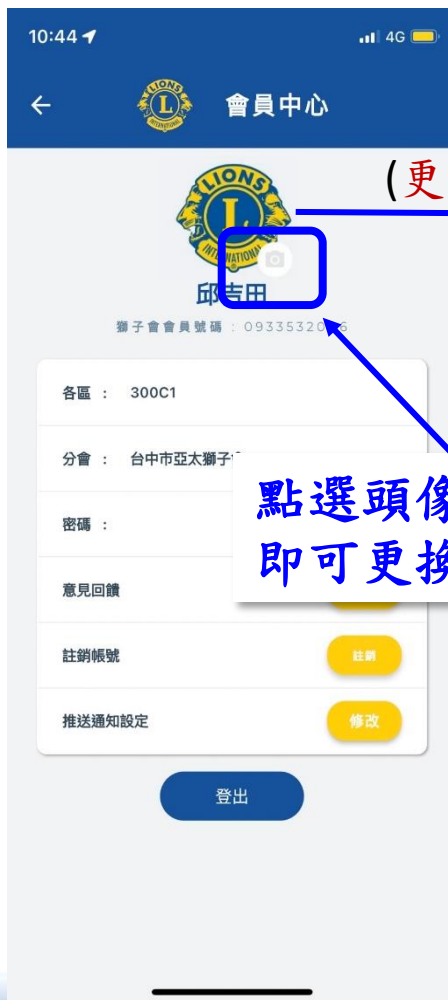 10:44
4G
會員中心
(更
LIONS
L
INTERNATIONAL
邱吉田
獅子會會員號碼 : 0933532
各區 : 300C1
分會 : 台中市亞太獅子
點選頭像
密碼 :
即可更換
意見回饋
註銷帳號
註銷
推送通知設定
修改
登出